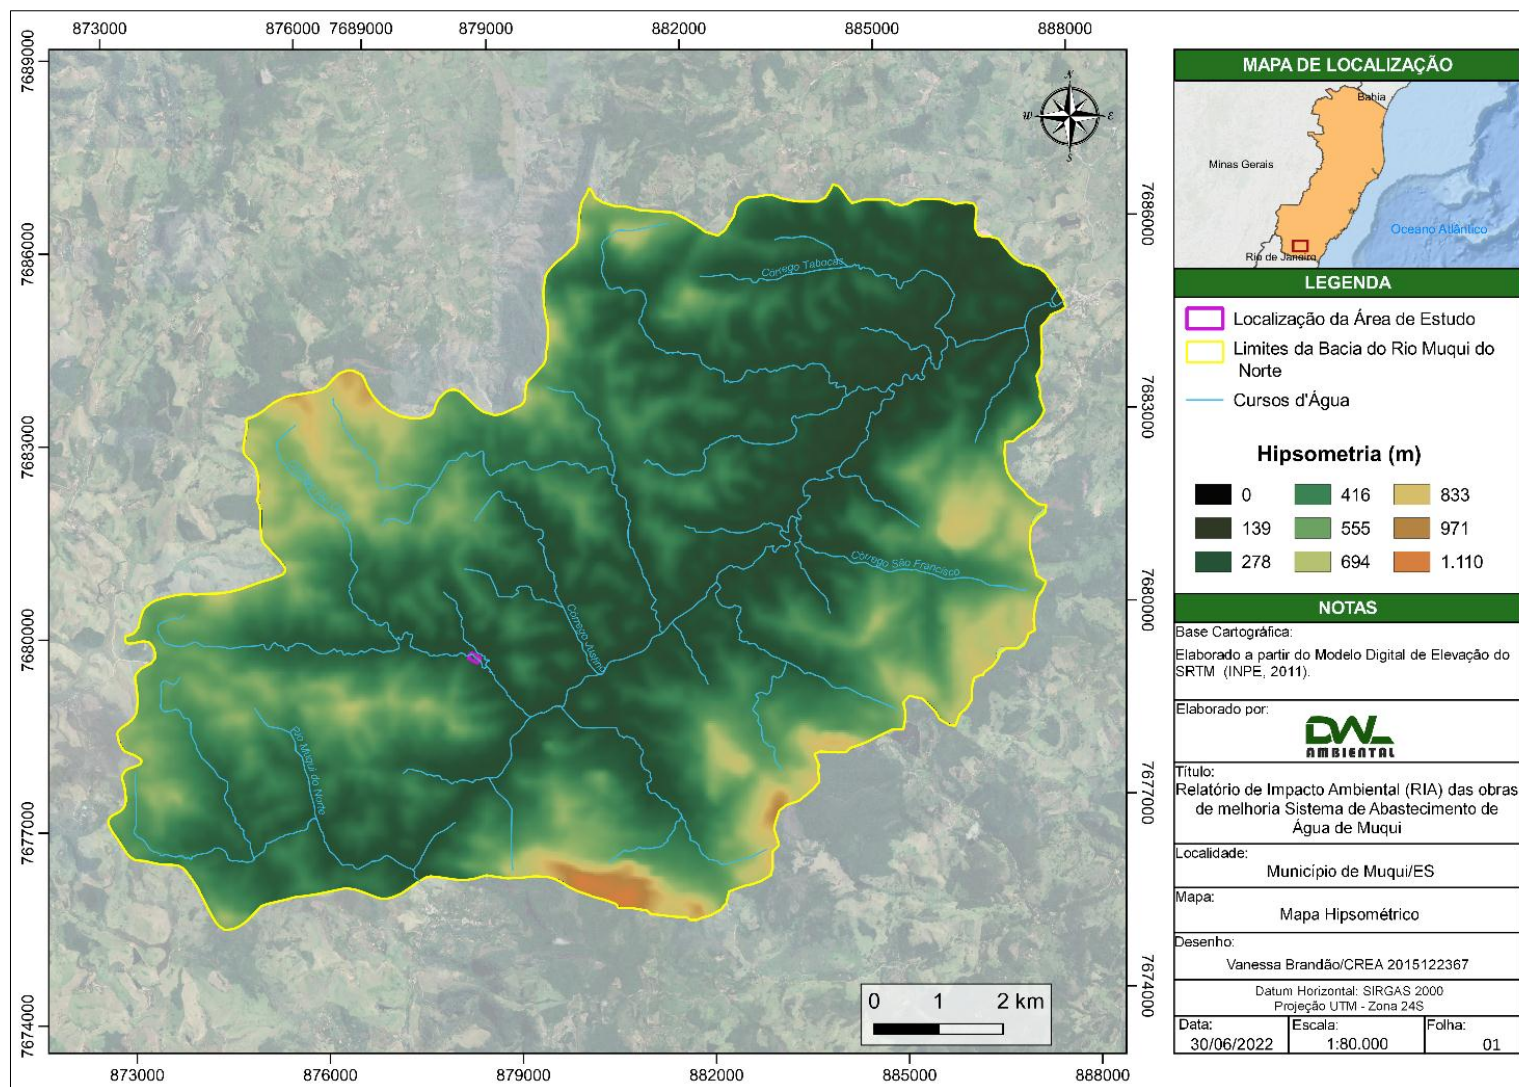 873000
876000
7689000
879000
882000
885000
888000
7689000
7686000
7683000
7680000
7677000
7674000
N
W
E
S
Córrego Tabocas
Córrego São Francisco
Rio Muqui do Norte
7686000
7683000
7680000
7677000
7674000
0 1 2 km
873000
876000
879000
882000
885000
888000
MAPA DE LOCALIZAÇÃO
Bahia
Minas Gerais
Oceano Atlântico
Rio de Janeiro
LEGENDA
Localização da Área de Estudo
Limites da Bacia do Rio Muqui do
Norte
Cursos d'Água
Hipsometria (m)
0 416 833
139 555 971
278 694 1.110
NOTAS
Base Cartográfica:
Elaborado a partir do Modelo Digital de Elevação do
SRTM (INPE, 2011).
Elaborado por:
DWL
AMBIENTAL
Título:
Relatório de Impacto Ambiental (RIA) das obras
de melhoria Sistema de Abastecimento de
Água de Muqui
Localidade:
Município de Muqui/ES
Mapa:
Mapa Hipsométrico
Desenho:
Vanessa Brandão/CREA 2015122367
Datum Horizontal: SIRGAS 2000
Projeção UTM - Zona 24S
Data:
30/06/2022
Escala:
1:80.000
Folha:
01